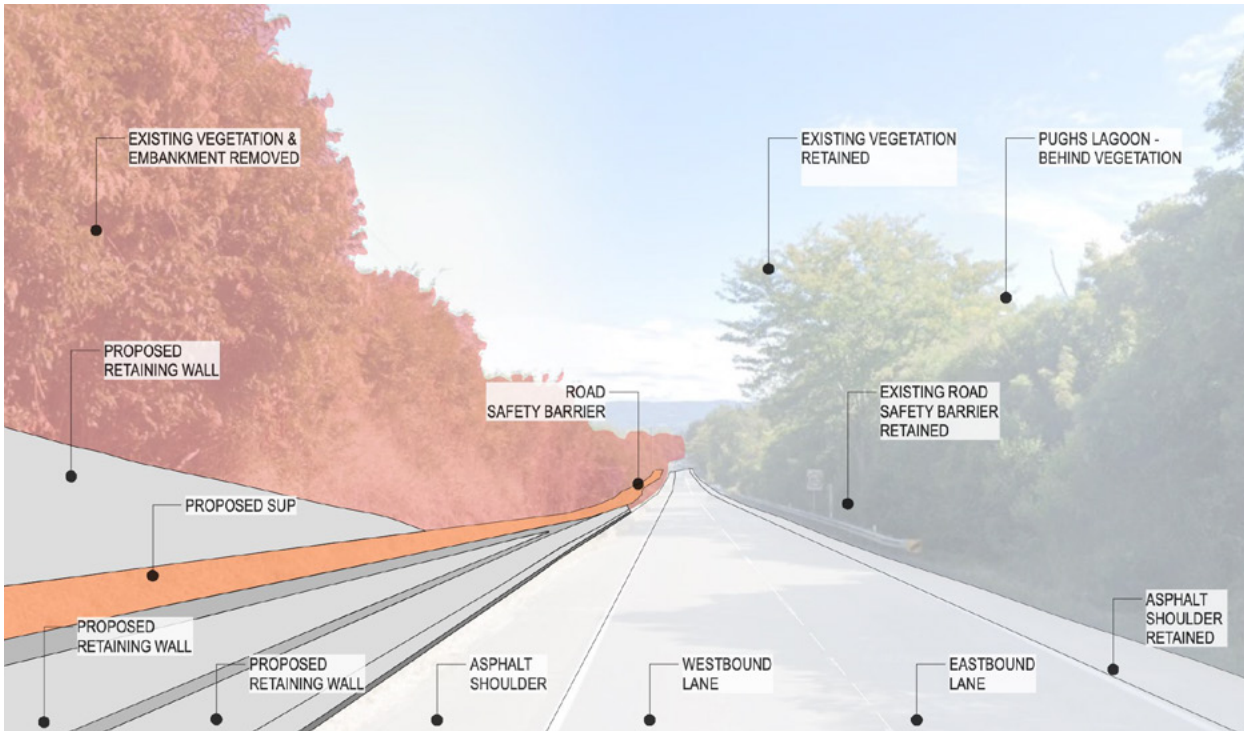 EXISTING VEGETATION &
EMBANKMENT REMOVED
EXISTING VEGETATION
RETAINED
PUGHS LAGOON -
BEHIND VEGETATION
PROPOSED
RETAINING WALL
ROAD
SAFETY BARRIER
EXISTING ROAD
SAFETY BARRIER
RETAINED
PROPOSED SUP
PROPOSED
RETAINING WALL
PROPOSED
RETAINING WALL
ASPHALT
SHOULDER
WESTBOUND
LANE
EASTBOUND
LANE
ASPHALT
SHOULDER
RETAINED